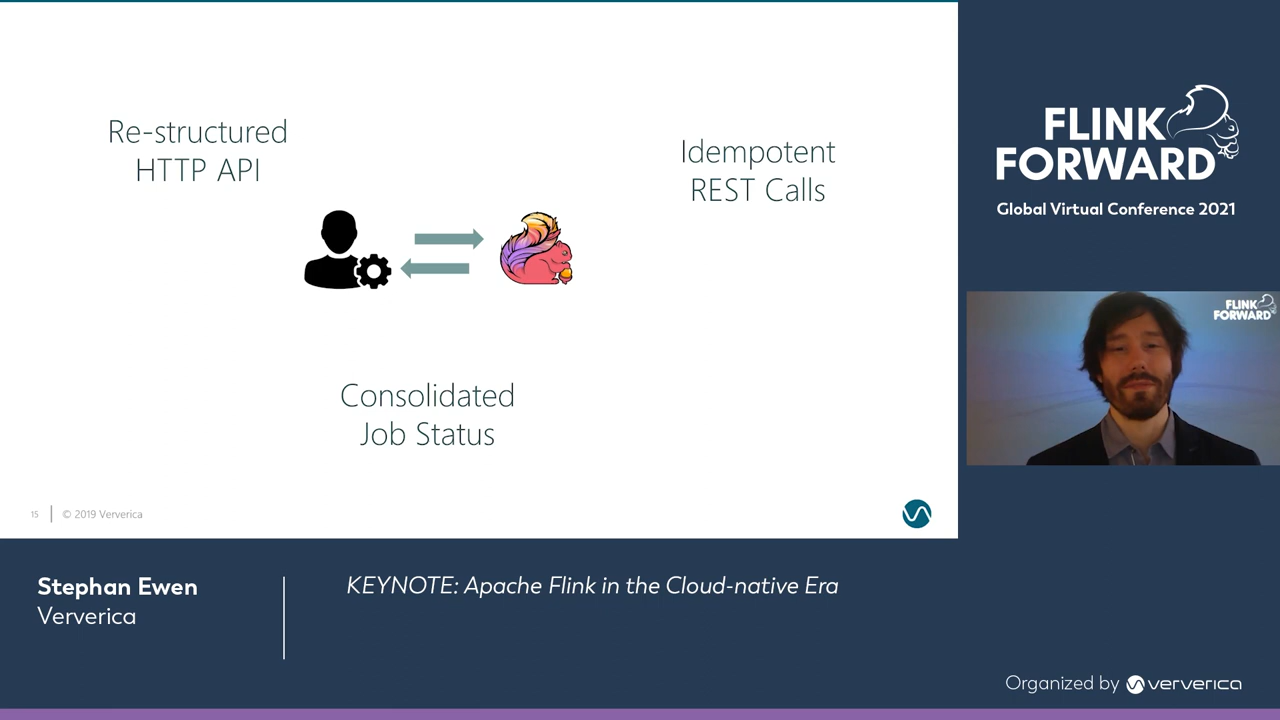 Re-structured
HTTP API
Idempotent
REST Calls
Consolidated
Job Status
15
© 2019 Ververica
FLINK
FORWARD
Global Virtual Conference 2021
FLINK
FORWARD
Stephan Ewen
Ververica
KEYNOTE: Apache Flink in the Cloud-native Era
Organized by ververica